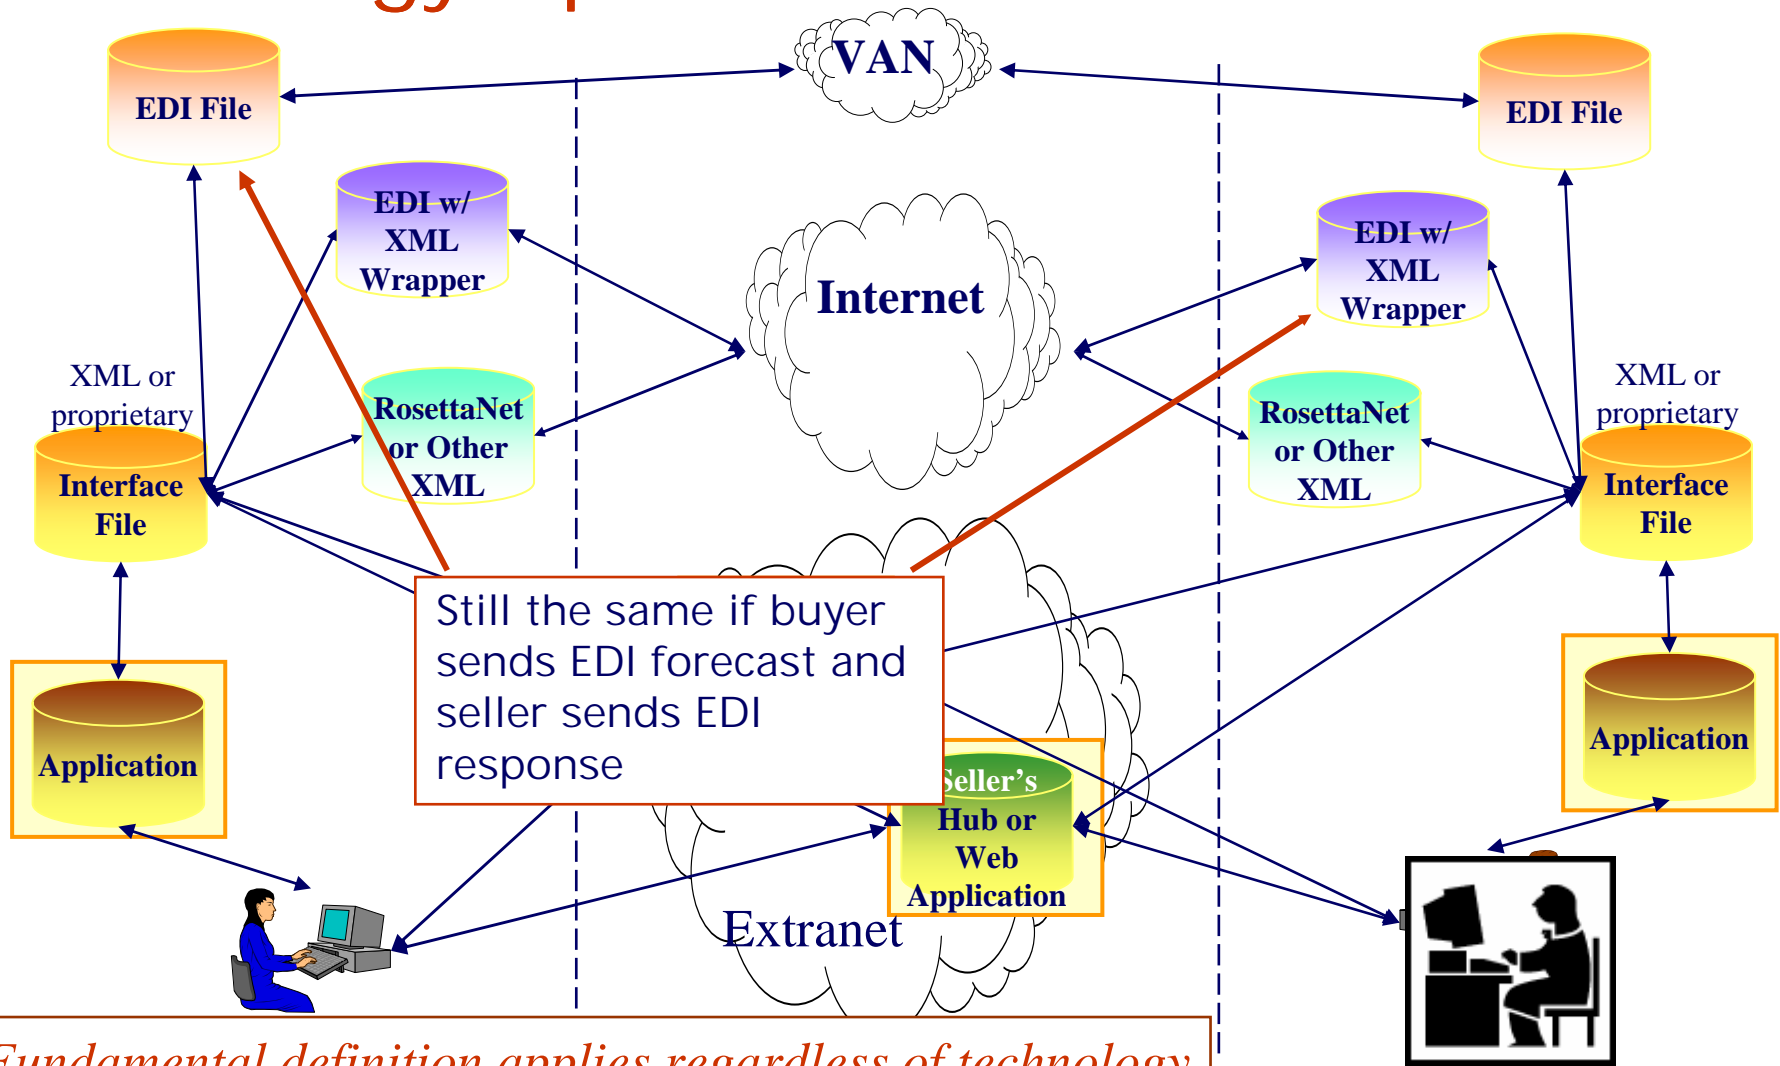 VAN
EDI File
EDI File
EDI w/
XML
Wrapper
EDI w/
XML
Wrapper
Internet
XML or
proprietary
XML or
proprietary
RosettaNet
or Other
XML
RosettaNet
or Other
XML
Interface
File
Interface
File
Still the same if buyer
sends EDI forecast and
seller sends EDI
response
Application
Application
Seller’s
Hub or
Web
Application
Extranet
Fundamental definition applies regardless of technology